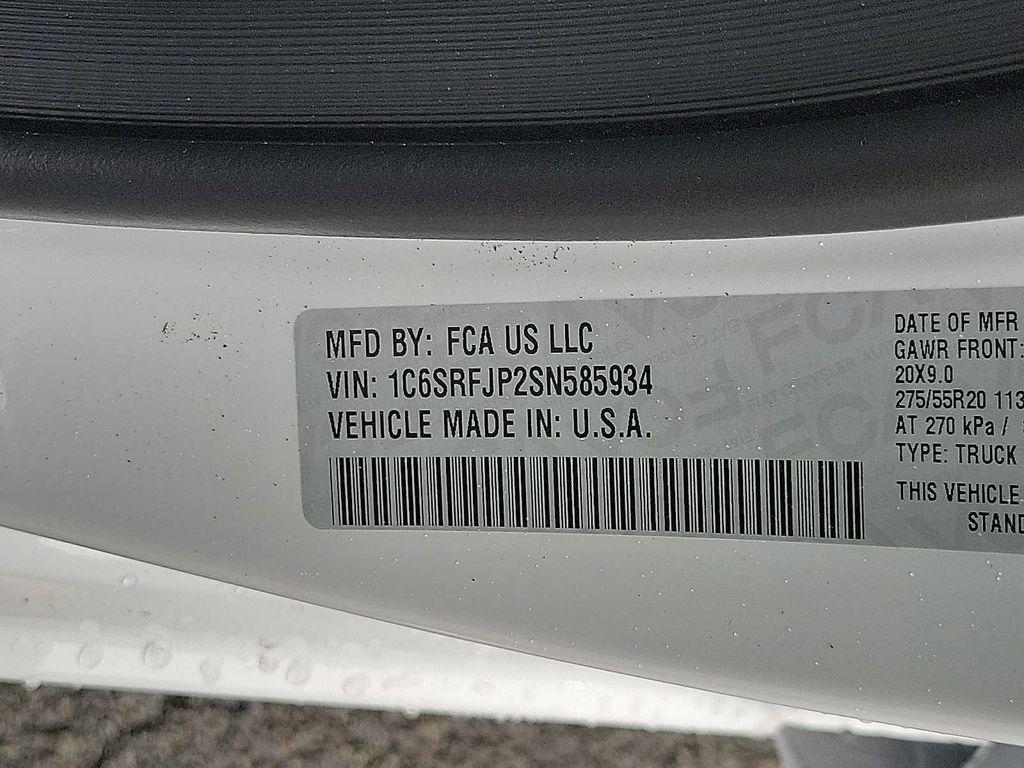 MFD BY: FCA US LLC
VIN: 1C6SRFJP2SN585934
VEHICLE MADE IN: U.S.A.
DATE OF MFR
GAWR FRONT:
20X9.0
275/55R20 113
AT 270 kPa /
TYPE: TRUCK
THIS VEHICLE
STAND